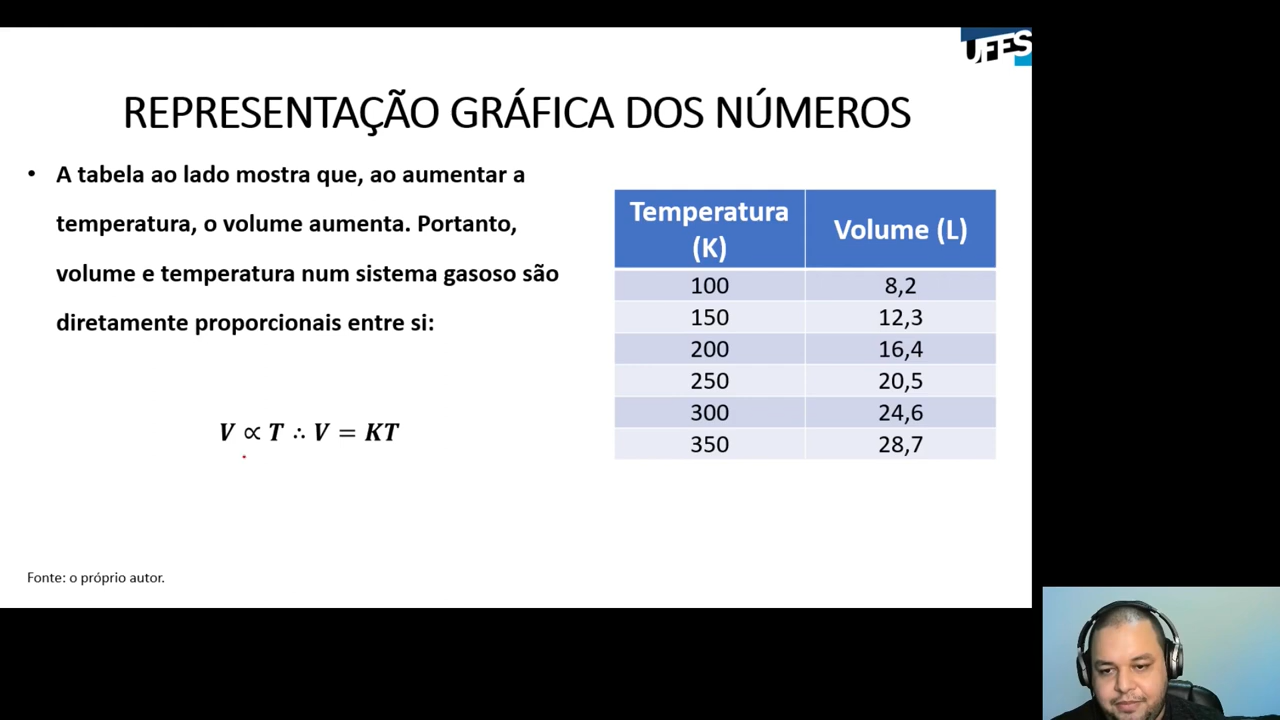 UFES
REPRESENTAÇÃO GRÁFICA DOS NÚMEROS
• A tabela ao lado mostra que, ao aumentar a
temperatura, o volume aumenta. Portanto,
volume e temperatura num sistema gasoso são
diretamente proporcionais entre si:
V ∝ T ∴ V = KT
Temperatura (K) Volume (L)
100 8,2
150 12,3
200 16,4
250 20,5
300 24,6
350 28,7
Fonte: o próprio autor.